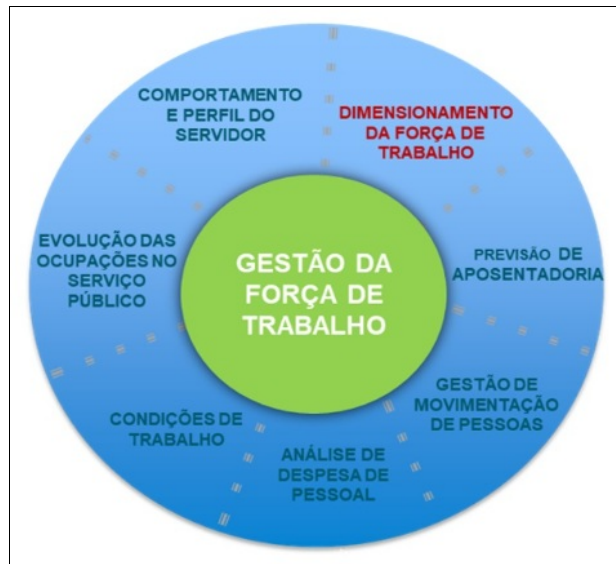 COMPORTAMENTO
E PERFIL DO
SERVIDOR
DIMENSIONAMENTO
DA FORÇA DE
TRABALHO
EVOLUÇÃO DAS
OCUPAÇÕES NO
SERVIÇO
PÚBLICO
GESTÃO DA
FORÇA DE
TRABALHO
PREVISÃO DE
APOSENTADORIA
GESTÃO DE
MOVIMENTAÇÃO
DE PESSOAS
CONDIÇÕES DE
TRABALHO
ANÁLISE DE
DESPESA DE
PESSOAL